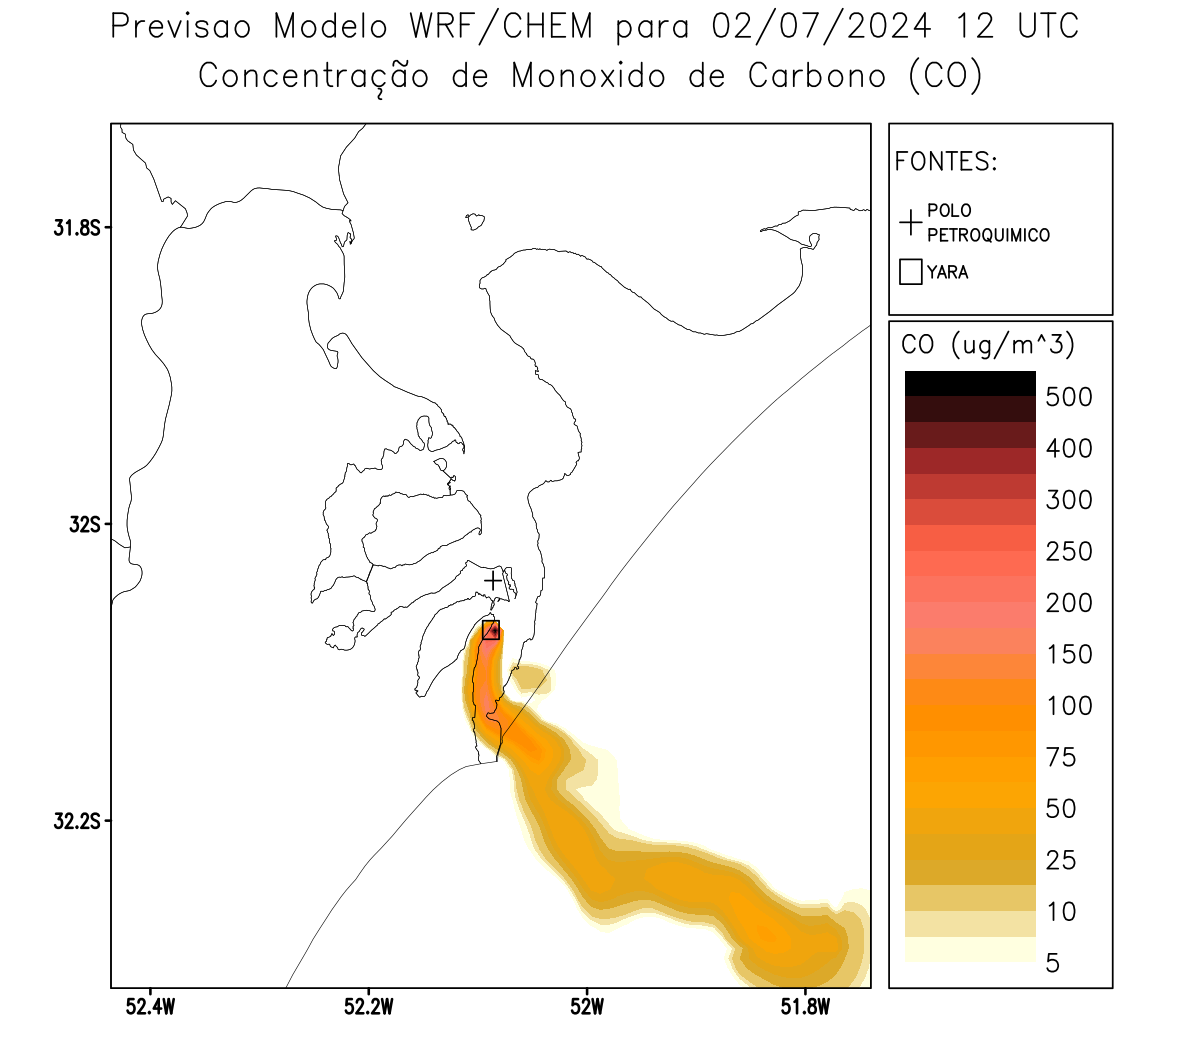 Previsao Modelo WRF/CHEM para 02/07/2024 12 UTC
Concentração de Monoxido de Carbono (CO)
FONTES:
POLO
PETROQUIMICO
YARA
CO (ug/m^3)
500
400
300
250
200
150
100
75
50
25
10
5
31.8S
32S
32.2S
52.4W
52.2W
52W
51.8W